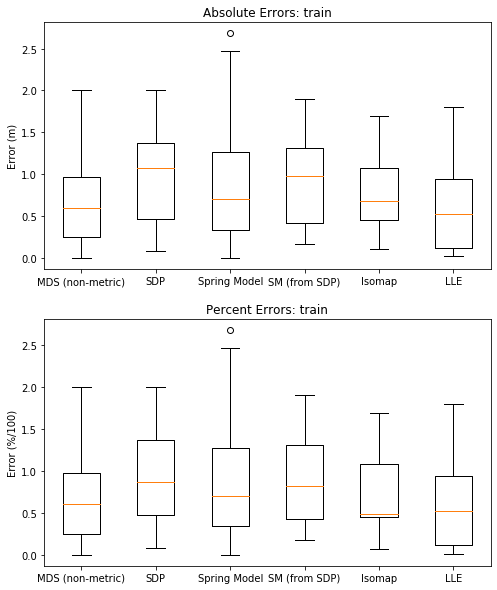 Absolute Errors: train
Error (m)
2.5
2.0
1.5
1.0
0.5
0.0
MDS (non-metric) SDP Spring Model SM (from SDP) Isomap LLE
Percent Errors: train
Error (%/100)
2.5
2.0
1.5
1.0
0.5
0.0
MDS (non-metric) SDP Spring Model SM (from SDP) Isomap LLE